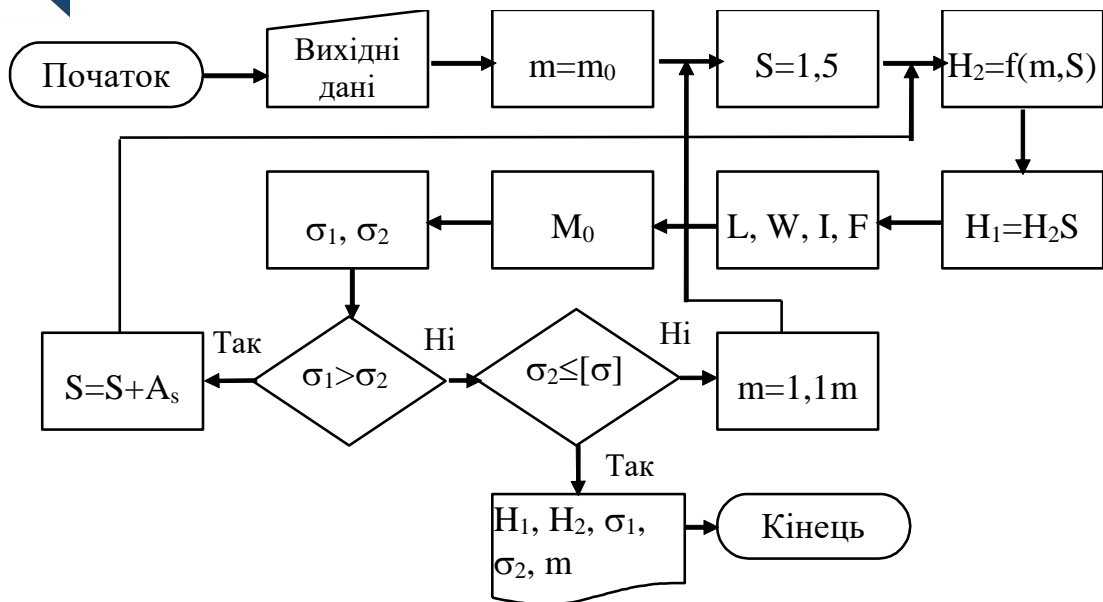 Початок
Вихідні
дані
m=m₀
S=1,5
H₂=f(m,S)
σ₁, σ₂
M₀
L, W, I, F
H₁=H₂S
S=S+Aₛ
Так
σ₁>σ₂
Ні
σ₂≤[σ]
Ні
m=1,1m
Так
H₁, H₂, σ₁,
σ₂, m
Кінець